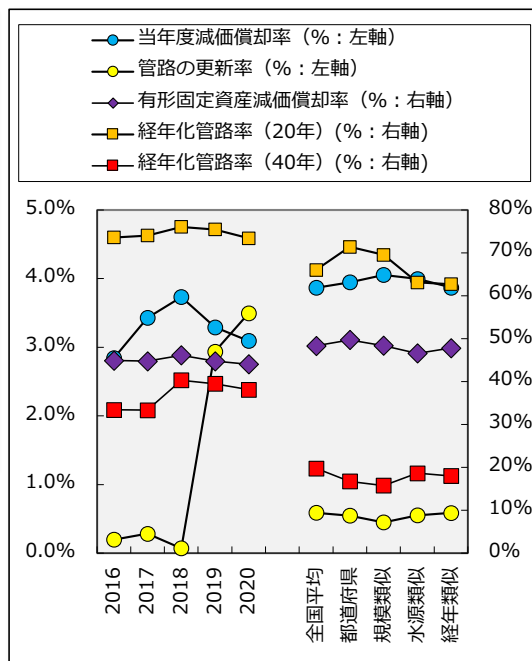 当年度減価償却率（%：左軸）
管路の更新率（%：左軸）
有形固定資産減価償却率（%：右軸）
経年化管路率（20年）(%：右軸)
経年化管路率（40年）(%：右軸)
5.0%
4.0%
3.0%
2.0%
1.0%
0.0%
80%
70%
60%
50%
40%
30%
20%
10%
0%
2016
2017
2018
2019
2020
全国平均
都道府県
規模類似
水源類似
経年類似